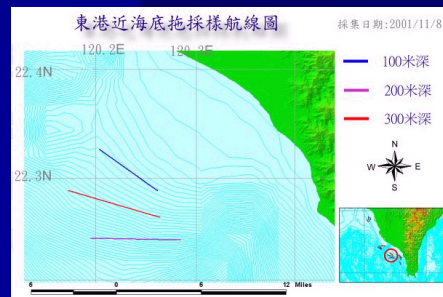 東港近海底拖採樣航線圖
採集日期:2001/11/8
120.2E 120.3E
22.4N
22.3N
100米深
200米深
300米深
N
W E
S
6 0 6 12 Miles